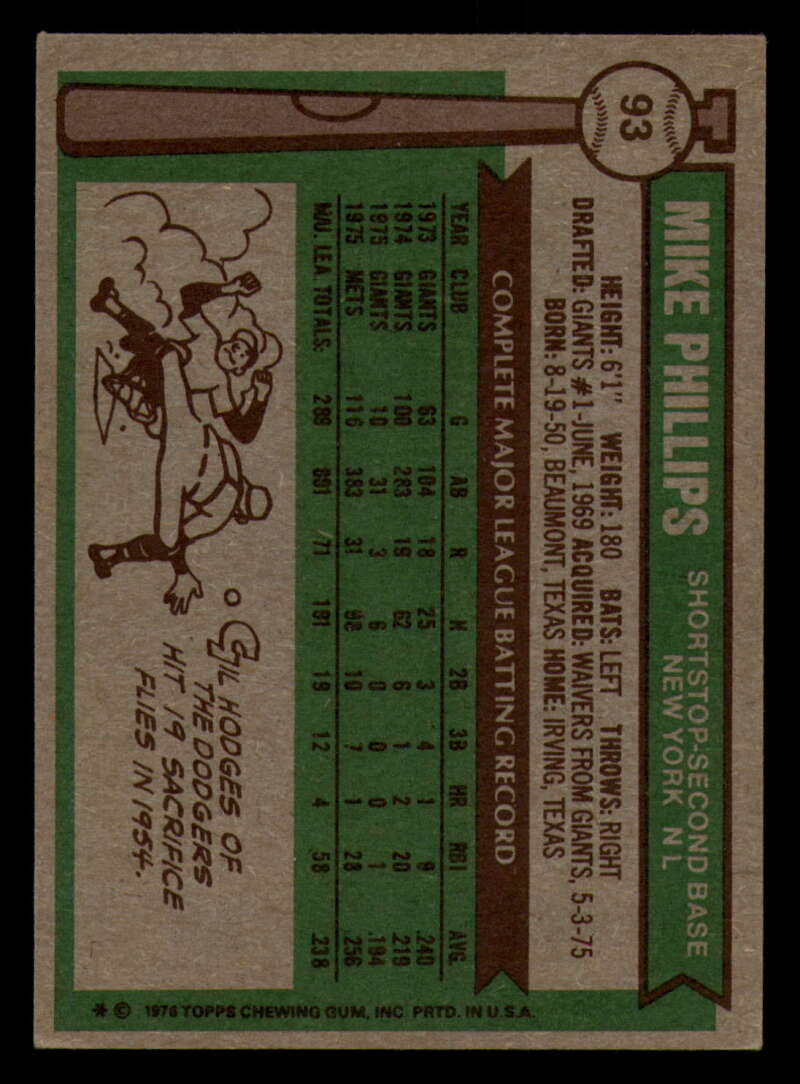 93
MIKE PHILLIPS
SHORTSTOP-SECOND BASE
NEW YORK N L
HEIGHT: 6'1" WEIGHT: 180 BATS: LEFT THROWS: RIGHT
DRAFTED: GIANTS #1-JUNE, 1969 ACQUIRED: WAIVERS FROM GIANTS, 5-3-75
BORN: 8-19-50, BEAUMONT, TEXAS HOME: IRVING, TEXAS
COMPLETE MAJOR LEAGUE BATTING RECORD
YEAR CLUB G AB R H 2B 3B HR RBI AVG.
1973 GIANTS 63 104 18 25 3 4 1 9 .240
1974 GIANTS 100 283 19 62 6 1 2 20 .219
1975 GIANTS 10 31 3 6 0 0 0 1 .194
1975 METS 116 383 31 98 10 7 1 28 .256
MAJ. LEA TOTALS: 289 801 71 191 19 12 4 58 .238
GIL HODGES OF
THE DODGERS
HIT 19 SACRIFICE
FLIES IN 1954.
* © 1976 TOPPS CHEWING GUM, INC. PRTD. IN U.S.A.